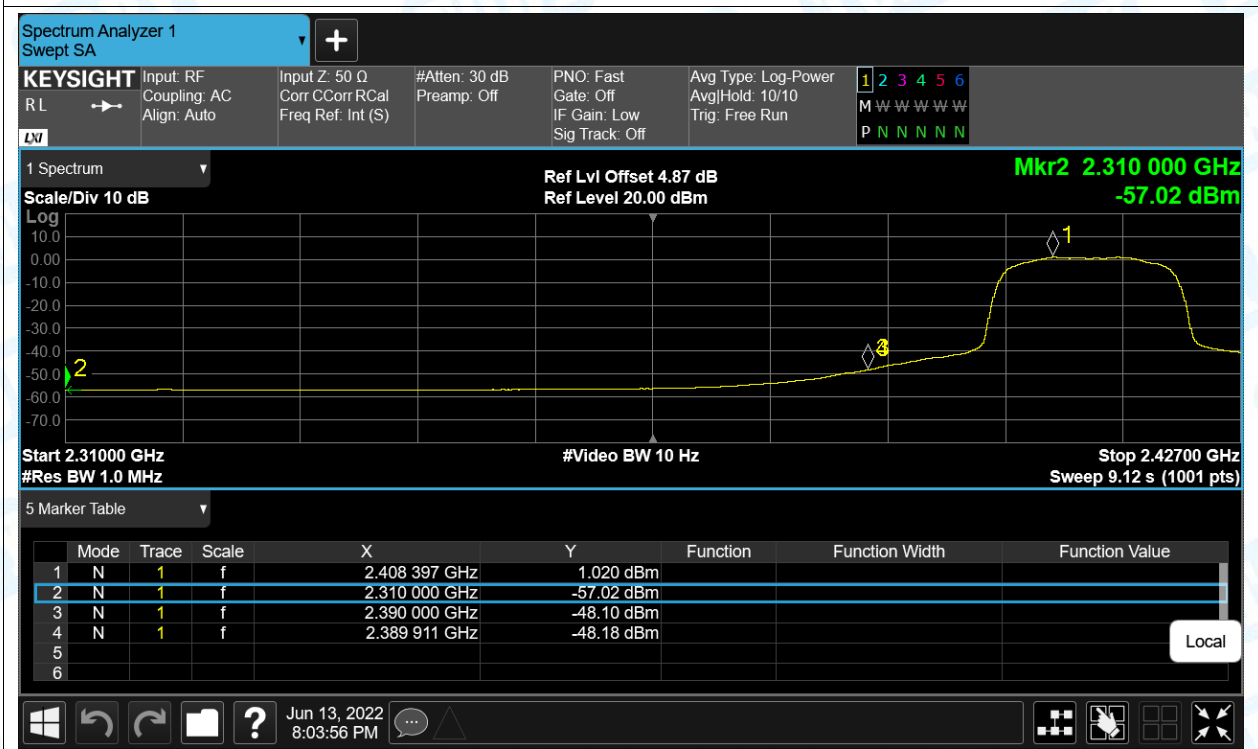 Spectrum Analyzer 1
Swept SA
KEYSIGHT
R L
LXI
Input: RF
Coupling: AC
Align: Auto
Input Z: 50 Ω
Corr CCorr RCal
Freq Ref: Int (S)
#Atten: 30 dB
Preamp: Off
PNO: Fast
Gate: Off
IF Gain: Low
Sig Track: Off
Avg Type: Log-Power
Avg|Hold: 10/10
Trig: Free Run
1 2 3 4 5 6
M W W W W W
P N N N N N
1 Spectrum
Scale/Div 10 dB
Ref Lvl Offset 4.87 dB
Ref Level 20.00 dBm
Mkr2 2.310 000 GHz
-57.02 dBm
Log
10.0
0.00
-10.0
-20.0
-30.0
-40.0
-50.0
-60.0
-70.0
1
2
Start 2.31000 GHz
#Res BW 1.0 MHz
#Video BW 10 Hz
Stop 2.42700 GHz
Sweep 9.12 s (1001 pts)
5 Marker Table
Mode Trace Scale X Y Function Function Width Function Value
1 N 1 f 2.408 397 GHz 1.020 dBm
2 N 1 f 2.310 000 GHz -57.02 dBm
3 N 1 f 2.390 000 GHz -48.10 dBm
4 N 1 f 2.389 911 GHz -48.18 dBm
5
6
Local
?
Jun 13, 2022
8:03:56 PM